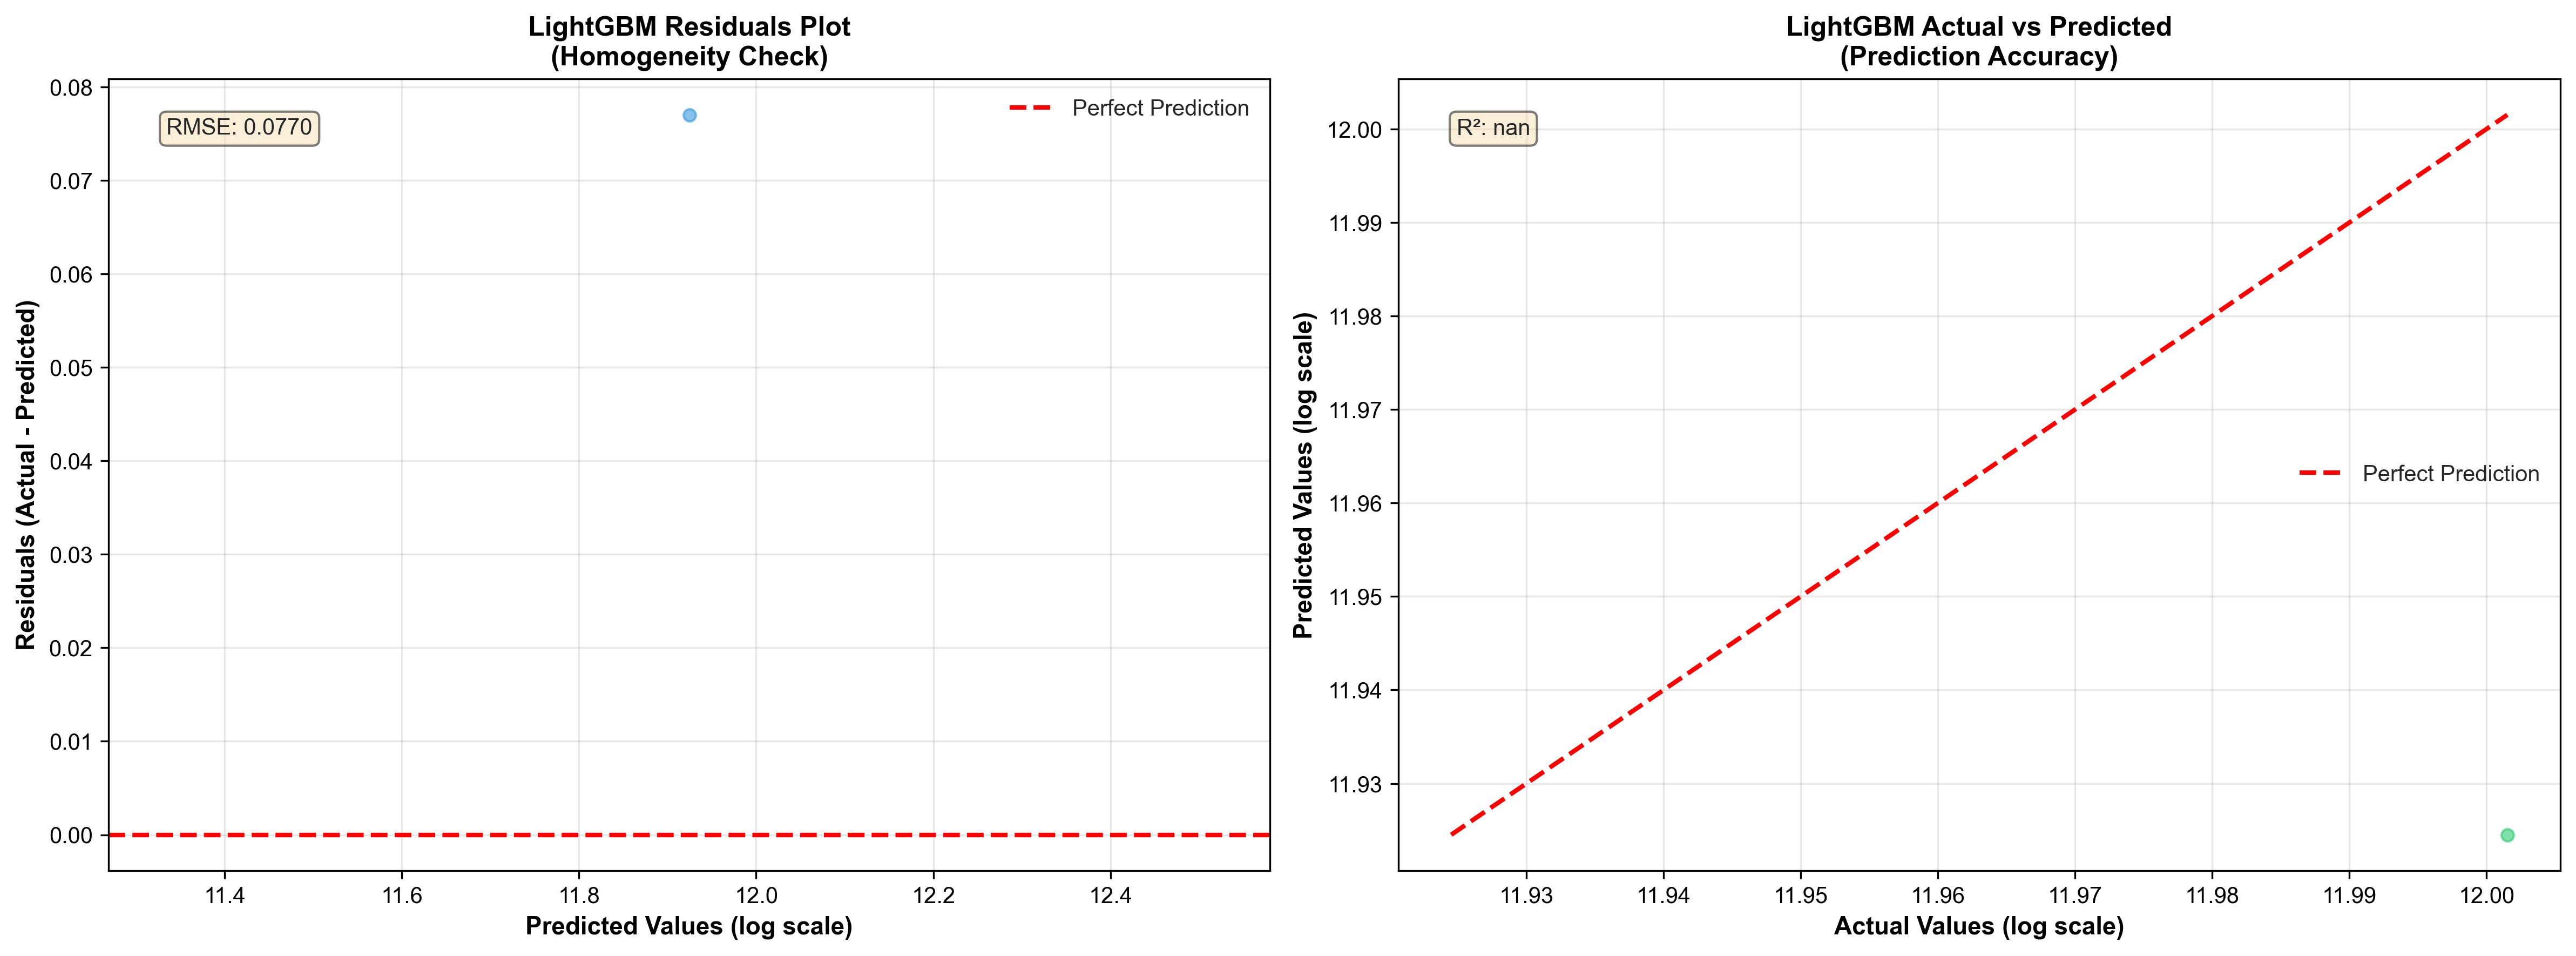 LightGBM Residuals Plot
(Homogeneity Check)
RMSE: 0.0770
Perfect Prediction
0.08
0.07
0.06
0.05
0.04
0.03
0.02
0.01
0.00
Residuals (Actual - Predicted)
11.4 11.6 11.8 12.0 12.2 12.4
Predicted Values (log scale)
LightGBM Actual vs Predicted
(Prediction Accuracy)
R²: nan
Perfect Prediction
12.00
11.99
11.98
11.97
11.96
11.95
11.94
11.93
Predicted Values (log scale)
11.93 11.94 11.95 11.96 11.97 11.98 11.99 12.00
Actual Values (log scale)